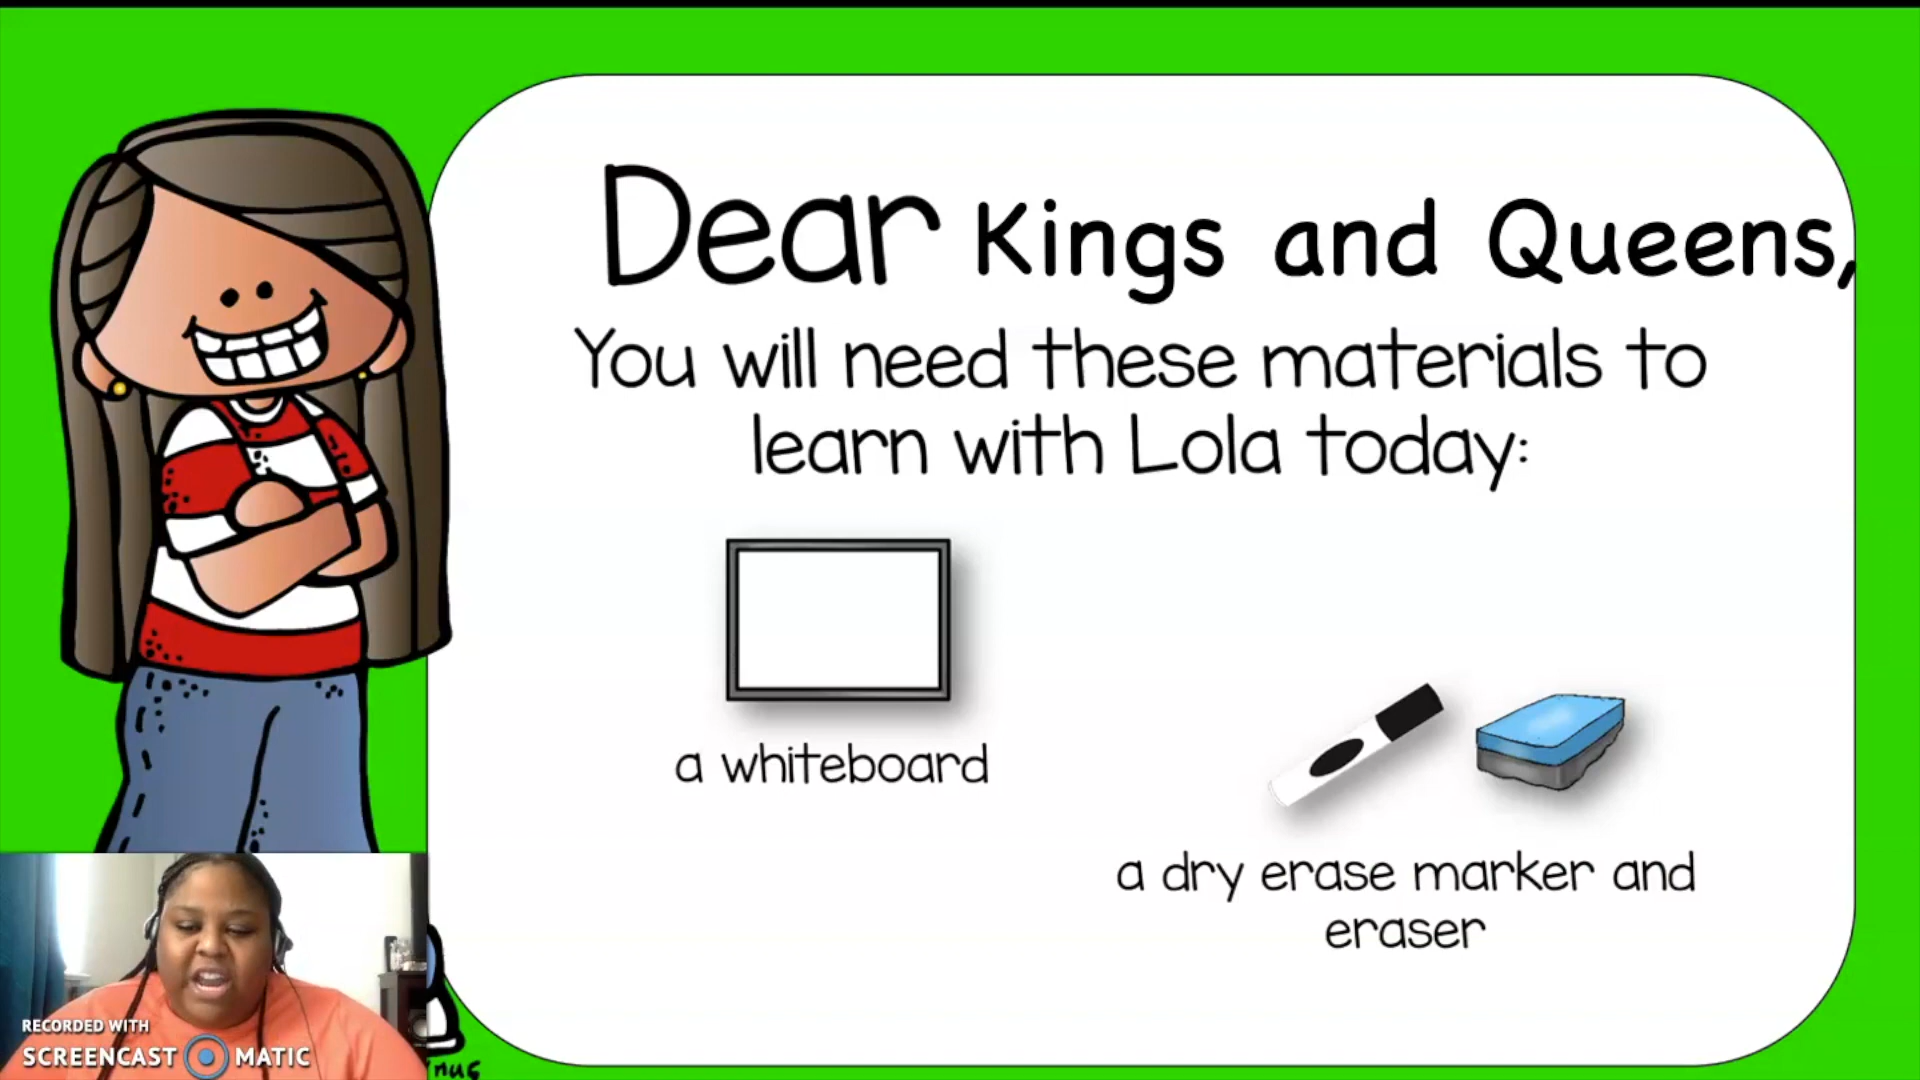 Dear Kings and Queens,
You will need these materials to
learn with Lola today:
a whiteboard
a dry erase marker and
eraser
RECORDED WITH
SCREENCAST MATIC